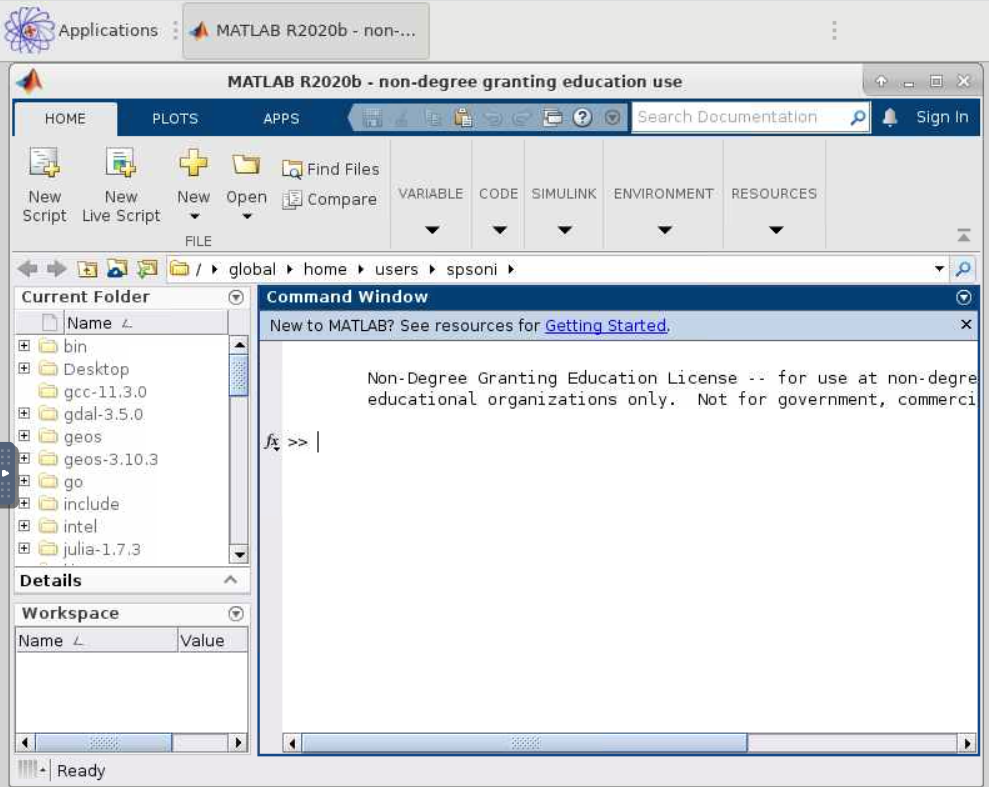 Applications
MATLAB R2020b - non-...
MATLAB R2020b - non-degree granting education use
HOME
PLOTS
APPS
Search Documentation
Sign In
New Script
New Live Script
New
Open
Find Files
Compare
FILE
VARIABLE
CODE
SIMULINK
ENVIRONMENT
RESOURCES
/ global home users spsoni
Current Folder
Name
bin
Desktop
gcc-11.3.0
gdal-3.5.0
geos
geos-3.10.3
go
include
intel
julia-1.7.3
Details
Workspace
Name
Value
Command Window
New to MATLAB? See resources for Getting Started.
Non-Degree Granting Education License -- for use at non-degre
educational organizations only.  Not for government, commerci
fx >>
Ready